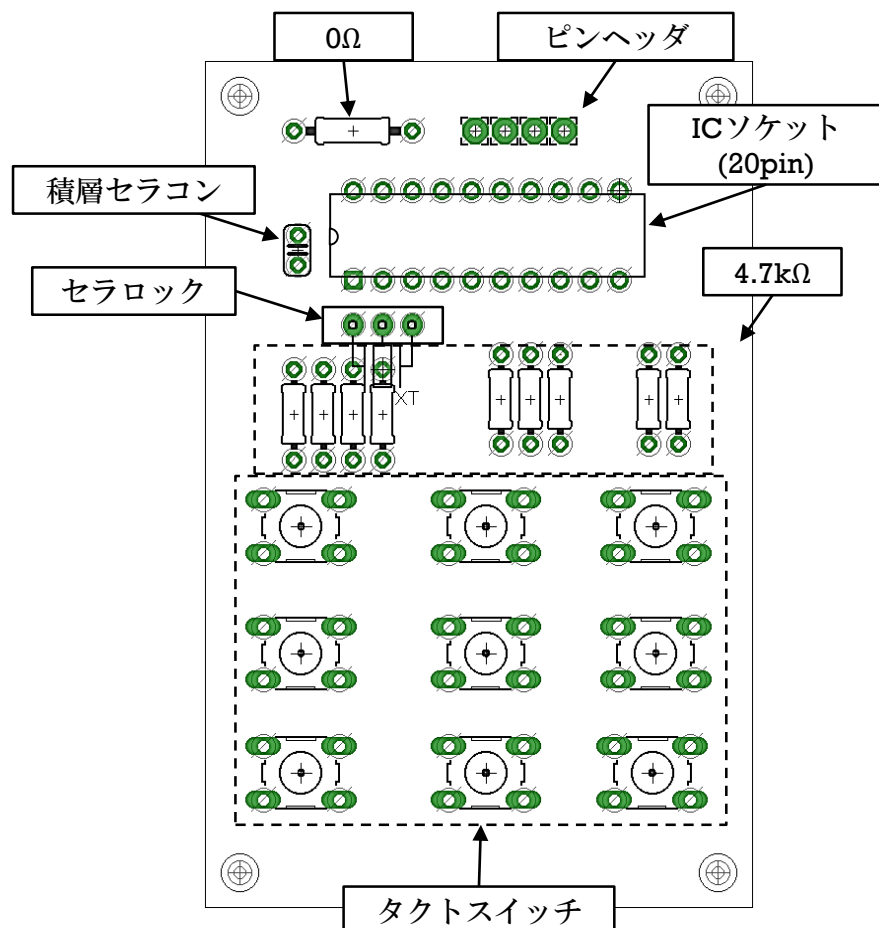 0Ω
ピンヘッダ
ICソケット
(20pin)
積層セラコン
4.7kΩ
セラロック
XT
タクトスイッチ